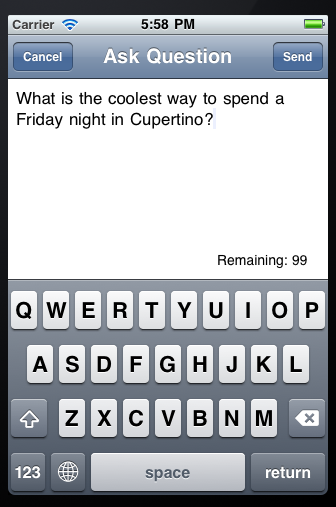 Carrier 5:58 PM
Cancel Ask Question Send
What is the coolest way to spend a
Friday night in Cupertino?
Remaining: 99
Q W E R T Y U I O P
A S D F G H J K L
Z X C V B N M
123 space return